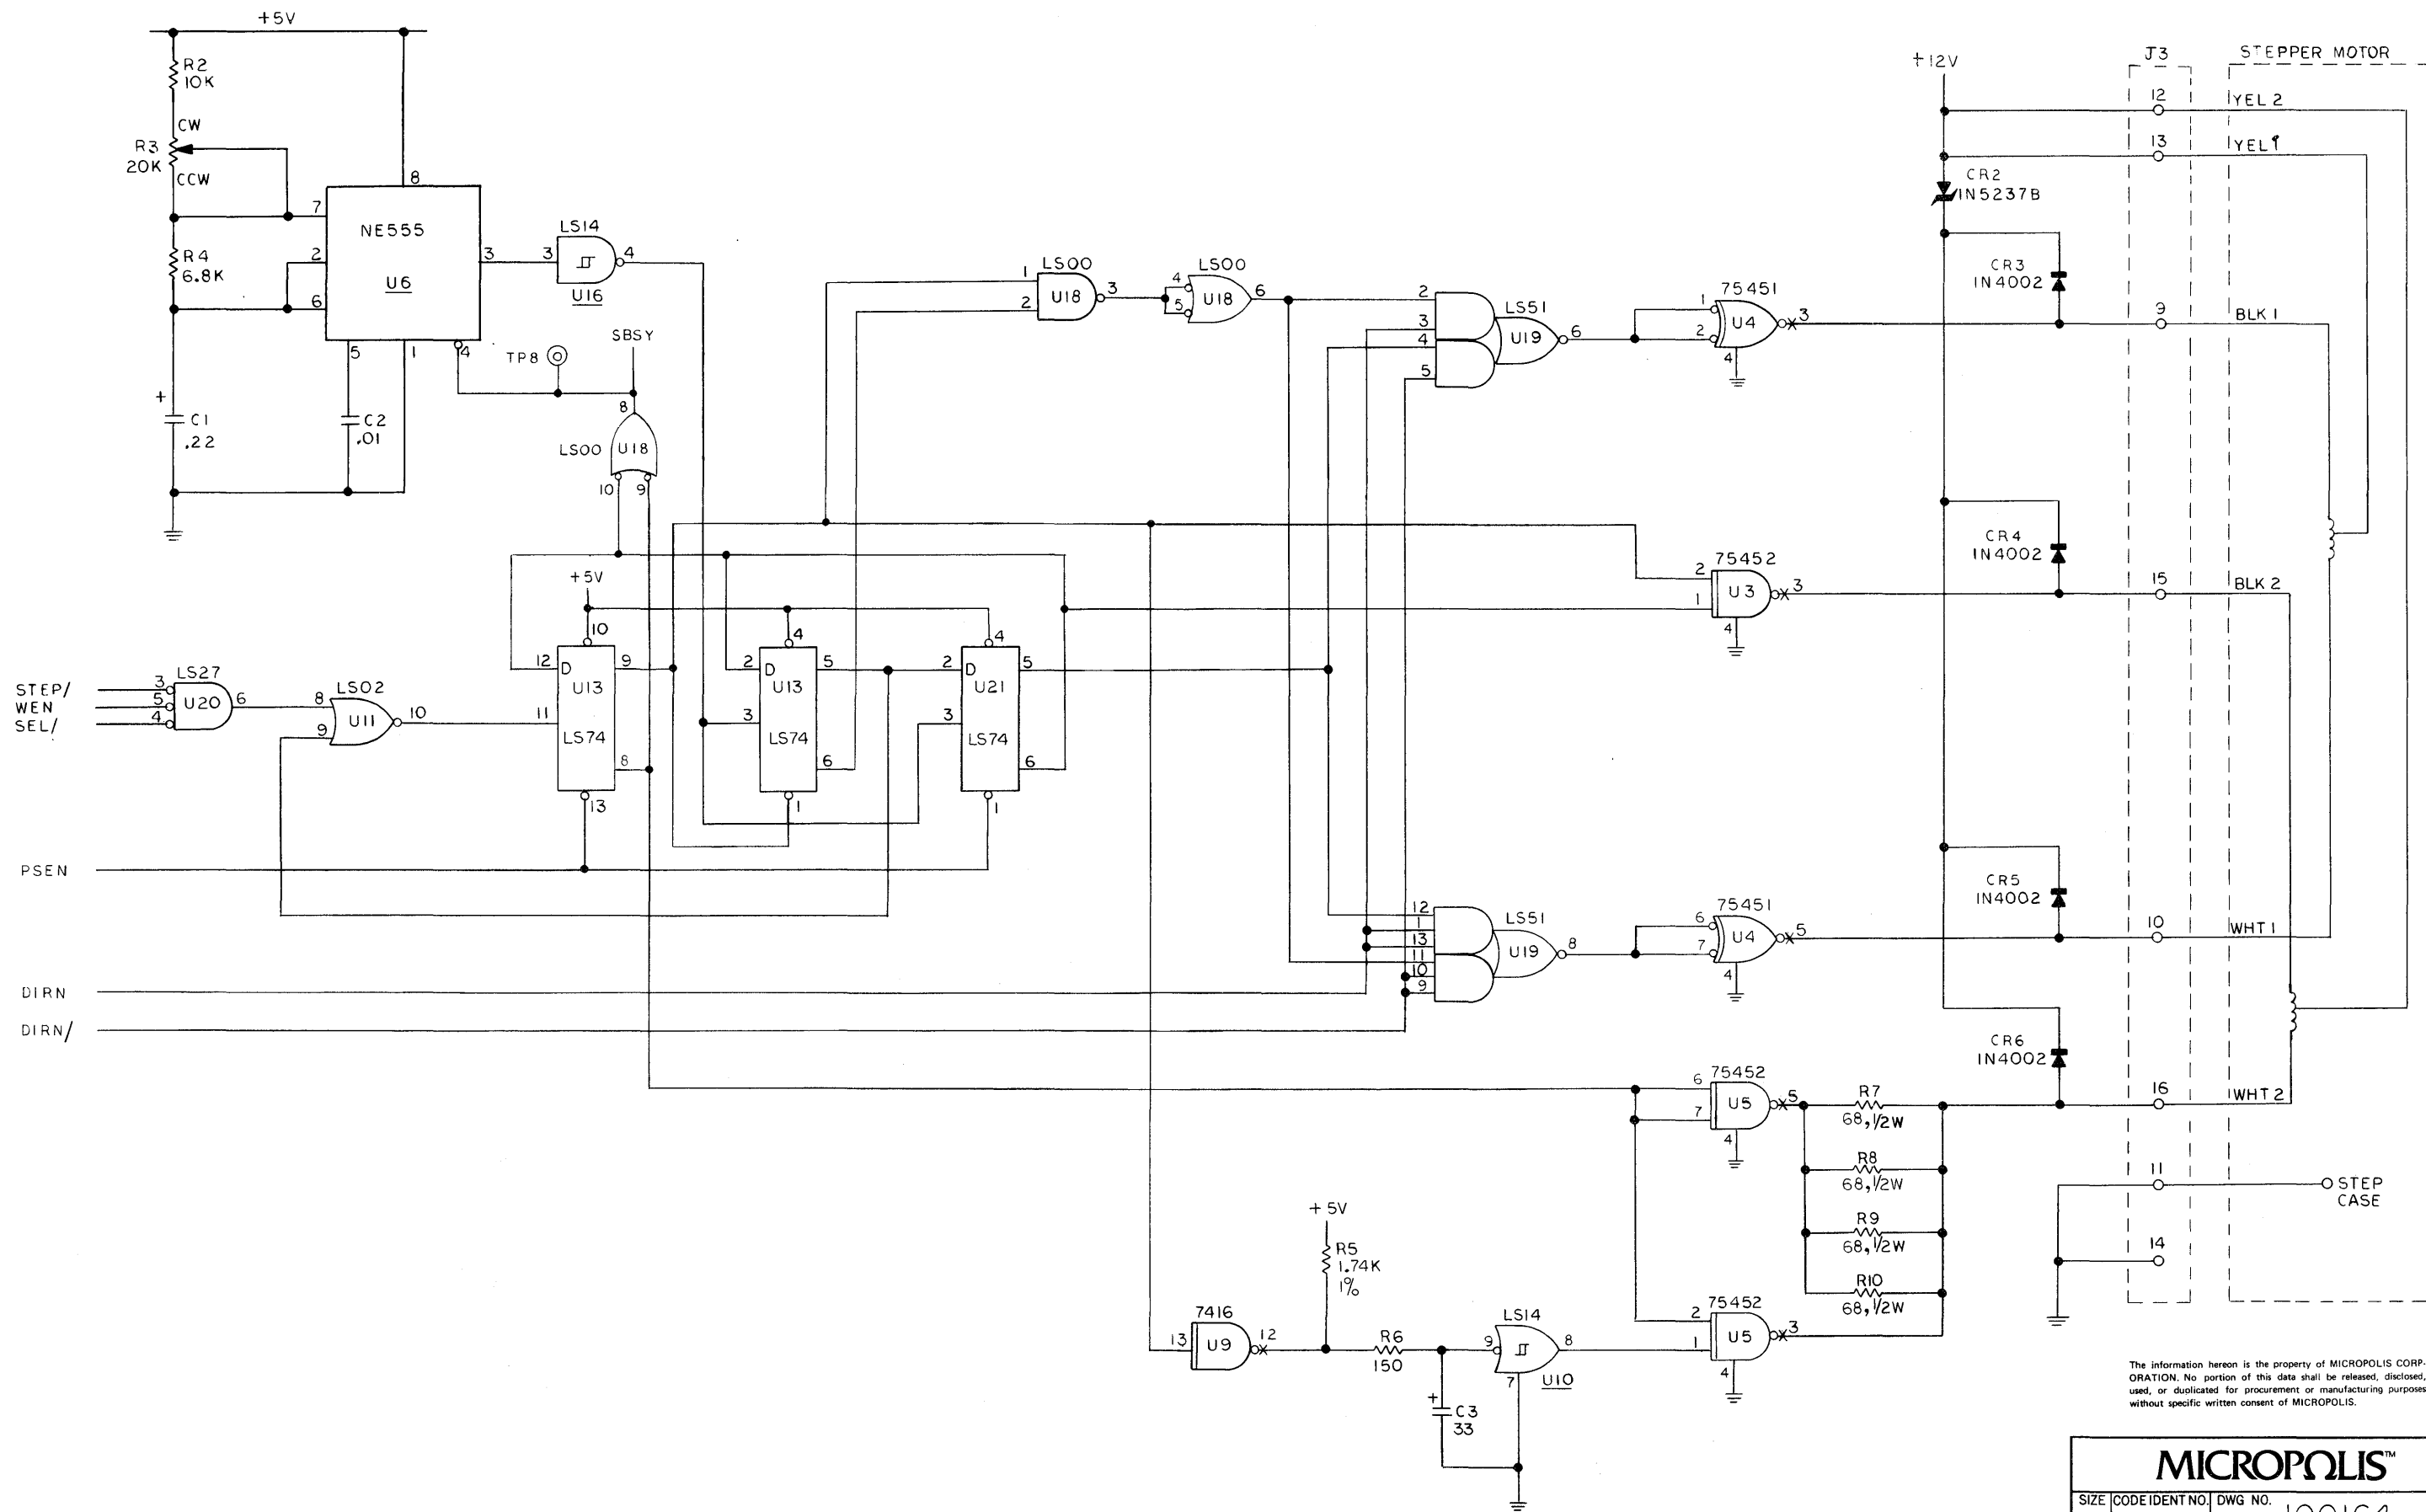 +5V
R2
10K
CW
R3
20K
CCW
R4
6.8K
+
C1
.22
8
7
2
6
NE555
U6
3
5
1
4
C2
.01
LS14
3
4
U16
TP8
SBSY
8
LS00
U18
10
9
LS00
1
2
U18
3
LS00
4
5
U18
6
2
3
4
5
LS51
U19
6
75451
1
2
U4
3
4
+12V
CR2
1N5237B
CR3
1N4002
J3
12
13
9
STEPPER MOTOR
YEL 2
YEL 1
BLK 1
+5V
10
12
D
9
U13
11
LS74
8
13
4
2
D
5
U13
3
LS74
6
1
4
2
D
5
U21
3
LS74
6
1
75452
2
1
U3
3
4
CR4
1N4002
15
BLK 2
STEP/
WEN
SEL/
LS27
3
5
4
U20
6
LS02
8
9
U11
10
PSEN
DIRN
DIRN/
12
1
13
11
10
9
LS51
U19
8
75451
6
7
U4
5
4
CR5
1N4002
10
WHT 1
CR6
1N4002
16
WHT 2
75452
6
7
U5
5
4
R7
68, 1/2W
R8
68, 1/2W
R9
68, 1/2W
R10
68, 1/2W
11
STEP
CASE
14
+5V
R5
1.74K
1%
7416
13
U9
12
R6
150
LS14
9
8
7
U10
+
C3
33
75452
2
1
U5
3
4
The information hereon is the property of MICROPOLIS CORP-
ORATION. No portion of this data shall be released, disclosed,
used, or duplicated for procurement or manufacturing purposes
without specific written consent of MICROPOLIS.
MICROPOLIS™
SIZE CODE IDENT NO. DWG NO.